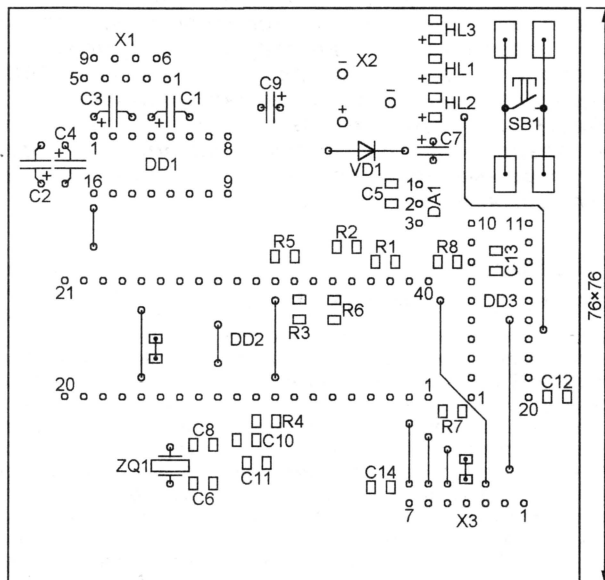 X1
9 6
5 1
C3 C1
C9 +
X2
HL3
HL1
HL2
SB1
C4
C2
1 8
DD1
16 9
VD1
C7
C5
1
2
3
DA1
R5 R2 R1 R8
10 11
C13
DD3
21 40
R3 R6
DD2
20 1
1 20
C12
R7
R4
C8 C10
ZQ1 C11
C6
C14
7 1
X3
76×76